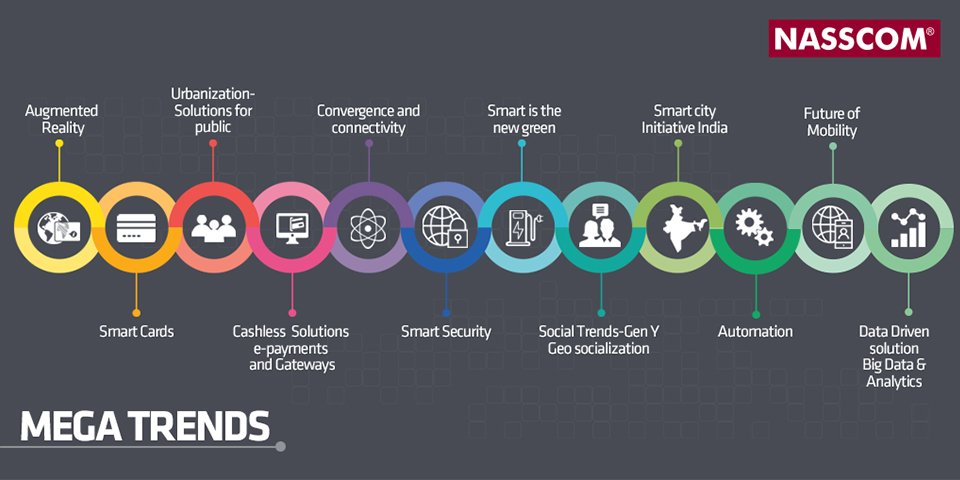 NASSCOM®
Augmented
Reality
Urbanization-
Solutions for
public
Convergence and
connectivity
Smart is the
new green
Smart city
Initiative India
Future of
Mobility
Smart Cards
Cashless Solutions
e-payments
and Gateways
Smart Security
Social Trends-Gen Y
Geo socialization
Automation
Data Driven
solution
Big Data &
Analytics
MEGA TRENDS